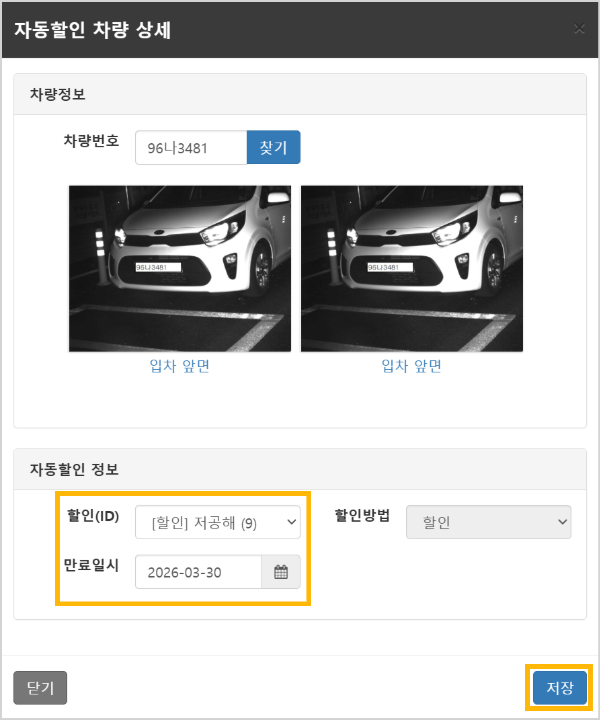 자동할인 차량 상세
×
차량정보
차량번호 96나3481 찾기
95나3481 95나3481
입차 앞면 입차 앞면
자동할인 정보
할인(ID) [할인] 저공해 (9) 할인방법 할인
만료일시 2026-03-30
닫기 저장